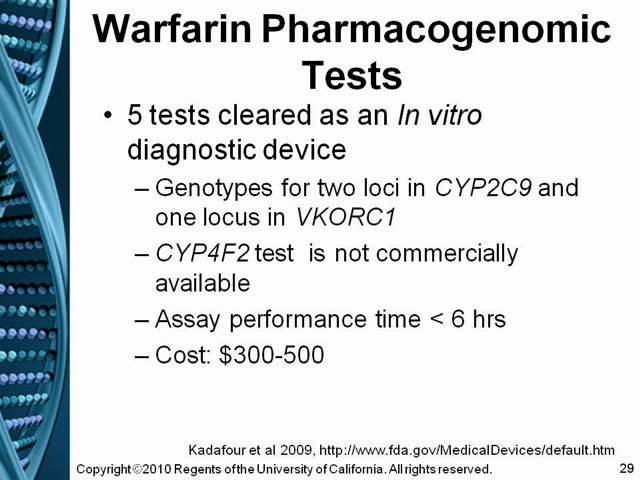 Warfarin Pharmacogenomic
Tests
• 5 tests cleared as an In vitro
diagnostic device
– Genotypes for two loci in CYP2C9 and
one locus in VKORC1
– CYP4F2 test is not commercially
available
– Assay performance time < 6 hrs
– Cost: $300-500
Kadafour et al 2009, http://www.fda.gov/MedicalDevices/default.htm
Copyright ©2010 Regents of the University of California. All rights reserved. 29